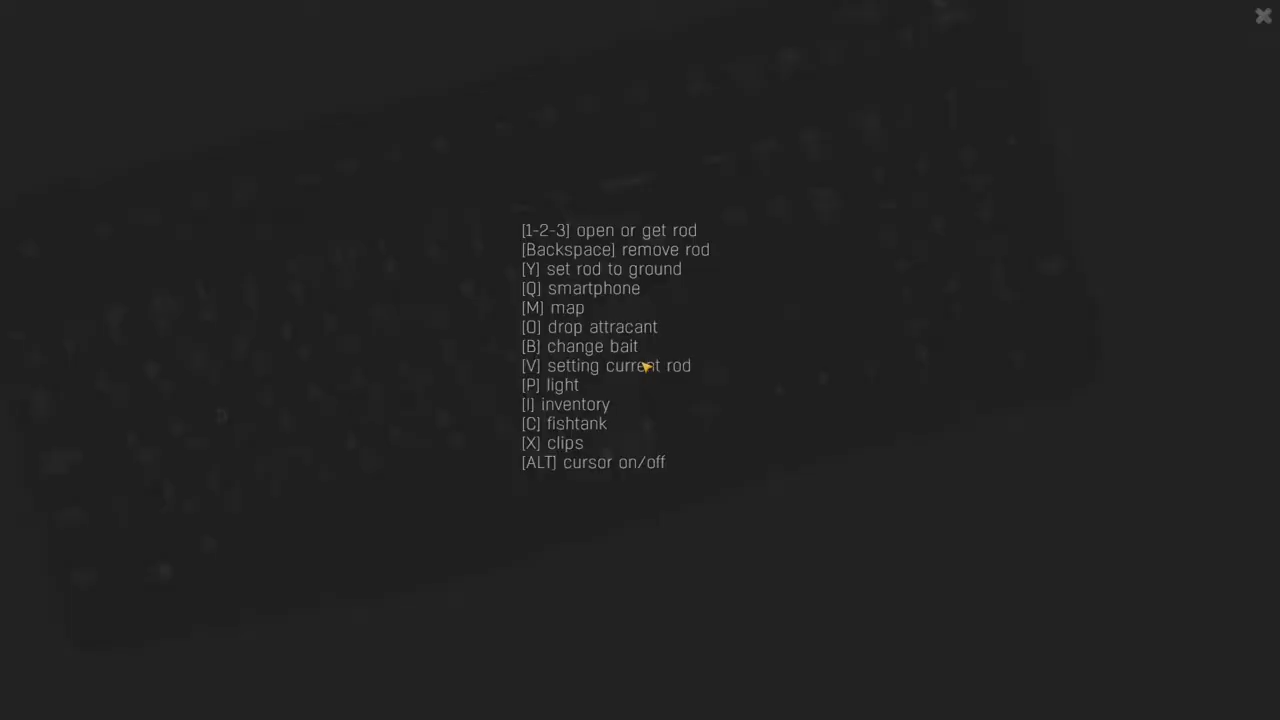 [1-2-3] open or get rod
[Backspace] remove rod
[Y] set rod to ground
[Q] smartphone
[M] map
[O] drop attracant
[B] change bait
[V] setting current rod
[P] light
[I] inventory
[C] fishtank
[X] clips
[ALT] cursor on/off